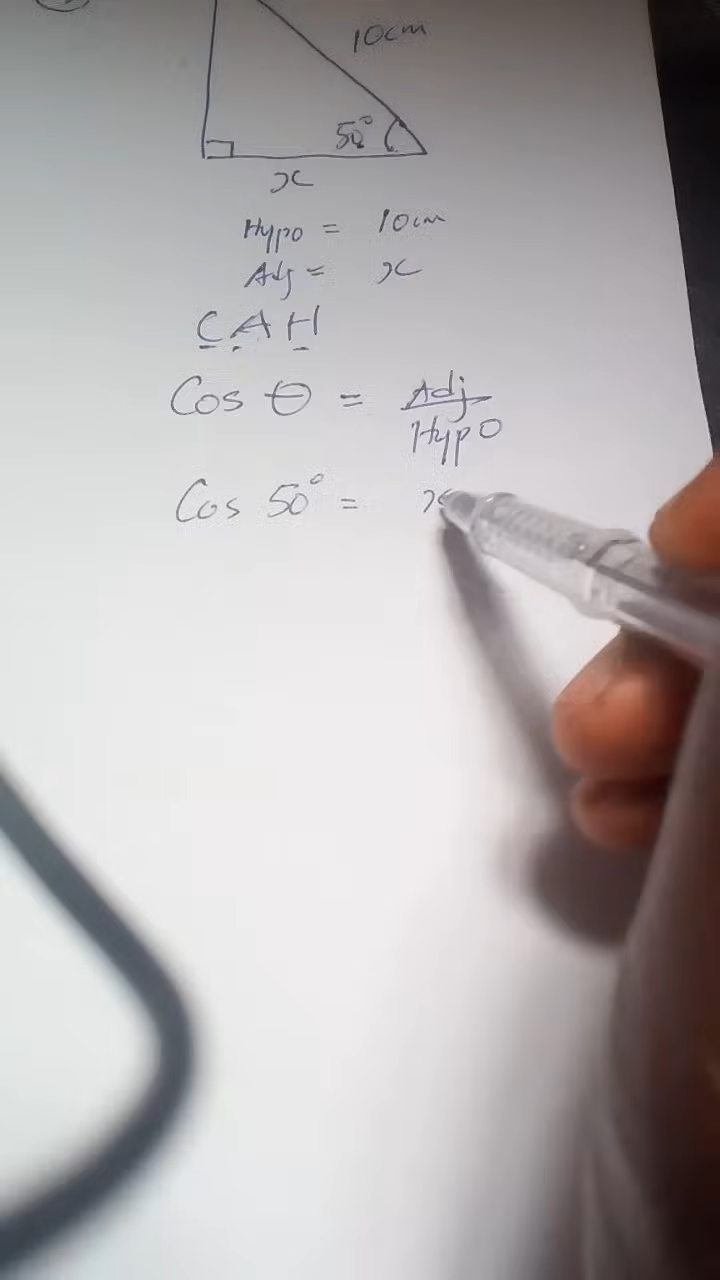 10cm
50°
x
Hypo = 10cm
Adj = x
CAH
Cos θ = Adj/Hypo
Cos 50° = x